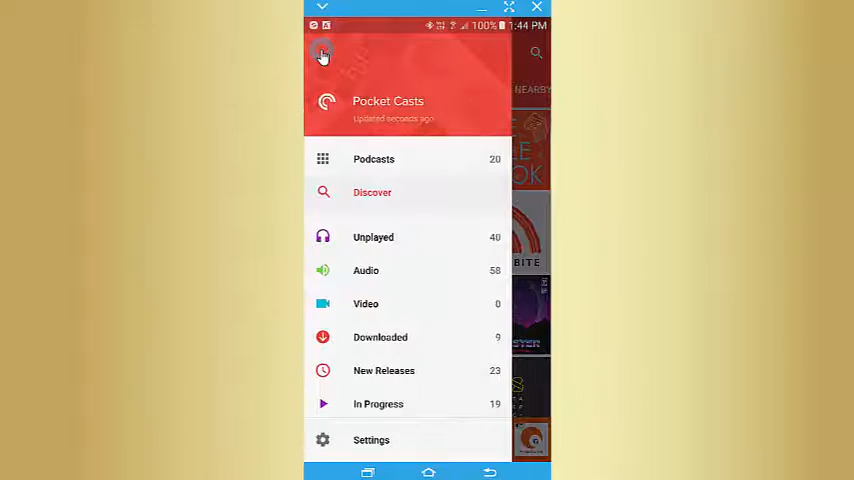 100% 1:44 PM
NEARBY
Pocket Casts
Updated seconds ago
Podcasts 20
Discover
OK
Unplayed 40
BITE
Audio 58
Video 0
Downloaded 9
New Releases 23
In Progress 19
Settings